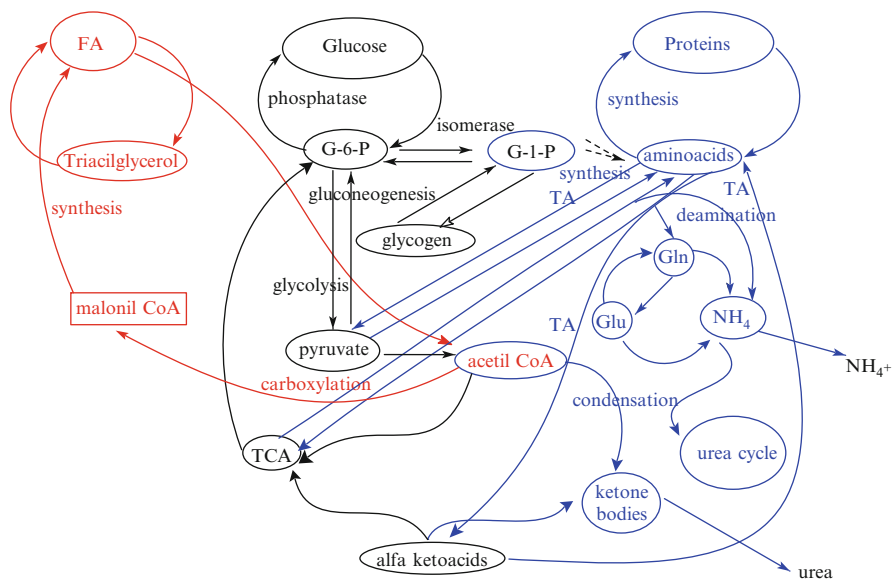 FA
Glucose
Proteins
phosphatase
synthesis
isomerase
Triacilglycerol
G-6-P
G-1-P
aminoacids
synthesis
TA
TA
gluconeogenesis
synthesis
deamination
glycogen
Gln
glycolysis
malonil CoA
Glu
NH₄
TA
pyruvate
acetil CoA
NH₄+
carboxylation
condensation
TCA
urea cycle
ketone
bodies
alfa ketoacids
urea